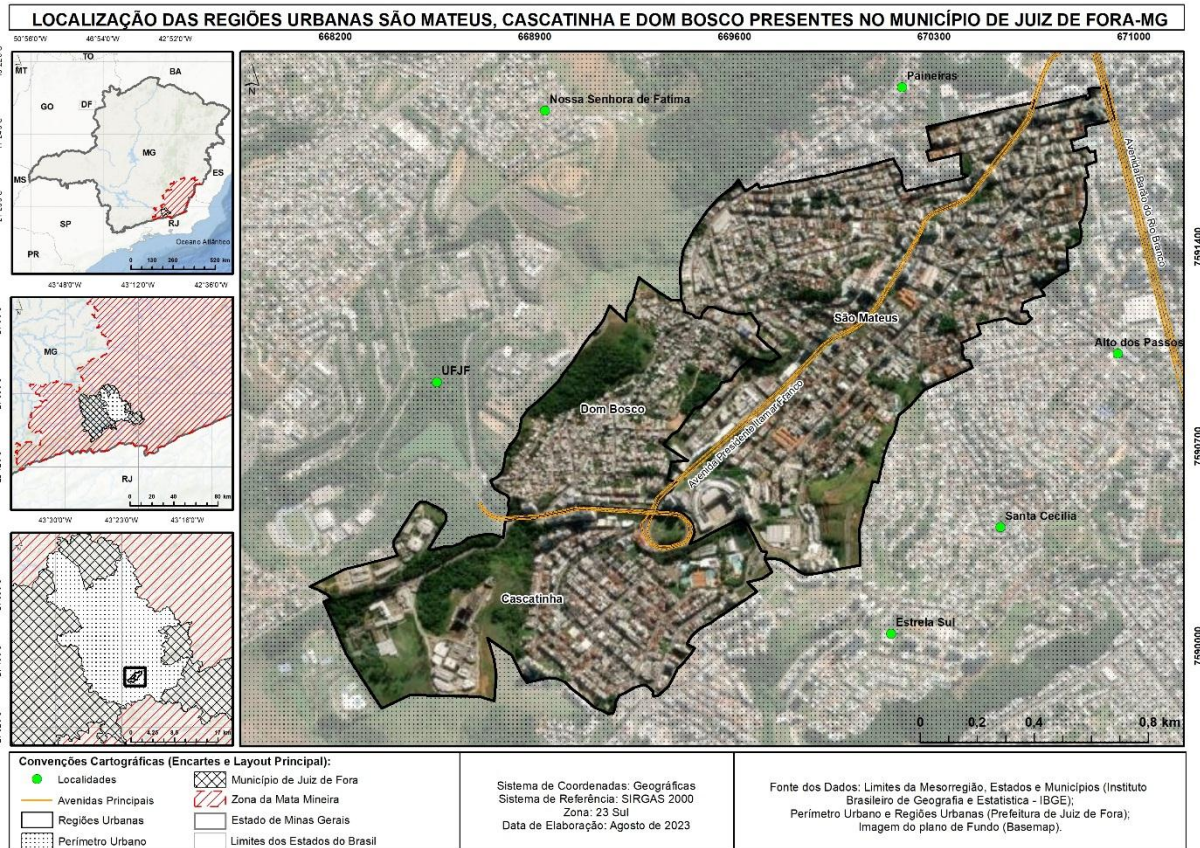 LOCALIZAÇÃO DAS REGIÕES URBANAS SÃO MATEUS, CASCATINHA E DOM BOSCO PRESENTES NO MUNICÍPIO DE JUIZ DE FORA-MG
50°56'0"W 46°54'0"W 42°52'0"W
MT
TO
BA
GO
DF
MG
MS
ES
SP
RJ
PR
Oceano Atlântico
520 km
43°48'0"W 43°12'0"W 42°36'0"W
MG
RJ
0 20 40 80 km
43°30'0"W 43°23'0"W 43°16'0"W
668200 668900 669600 670300 671000
Nossa Senhora de Fatima
Paineiras
Avenida Barão do Rio Branco
7591400
São Mateus
Alto dos Passos
UFJF
Dom Bosco
Avenida Presidente Itamar Franco
7590700
Santa Cecilia
Cascatinha
Estrela Sul
7590000
0 0,2 0,4 0,8 km
Convenções Cartográficas (Encartes e Layout Principal):
Localidades
Avenidas Principais
Regiões Urbanas
Perímetro Urbano
Município de Juiz de Fora
Zona da Mata Mineira
Estado de Minas Gerais
Limites dos Estados do Brasil
Sistema de Coordenadas: Geográficas
Sistema de Referência: SIRGAS 2000
Zona: 23 Sul
Data de Elaboração: Agosto de 2023
Fonte dos Dados: Limites da Mesorregião, Estados e Municípios (Instituto
Brasileiro de Geografia e Estatística - IBGE);
Perímetro Urbano e Regiões Urbanas (Prefeitura de Juiz de Fora);
Imagem do plano de Fundo (Basemap).